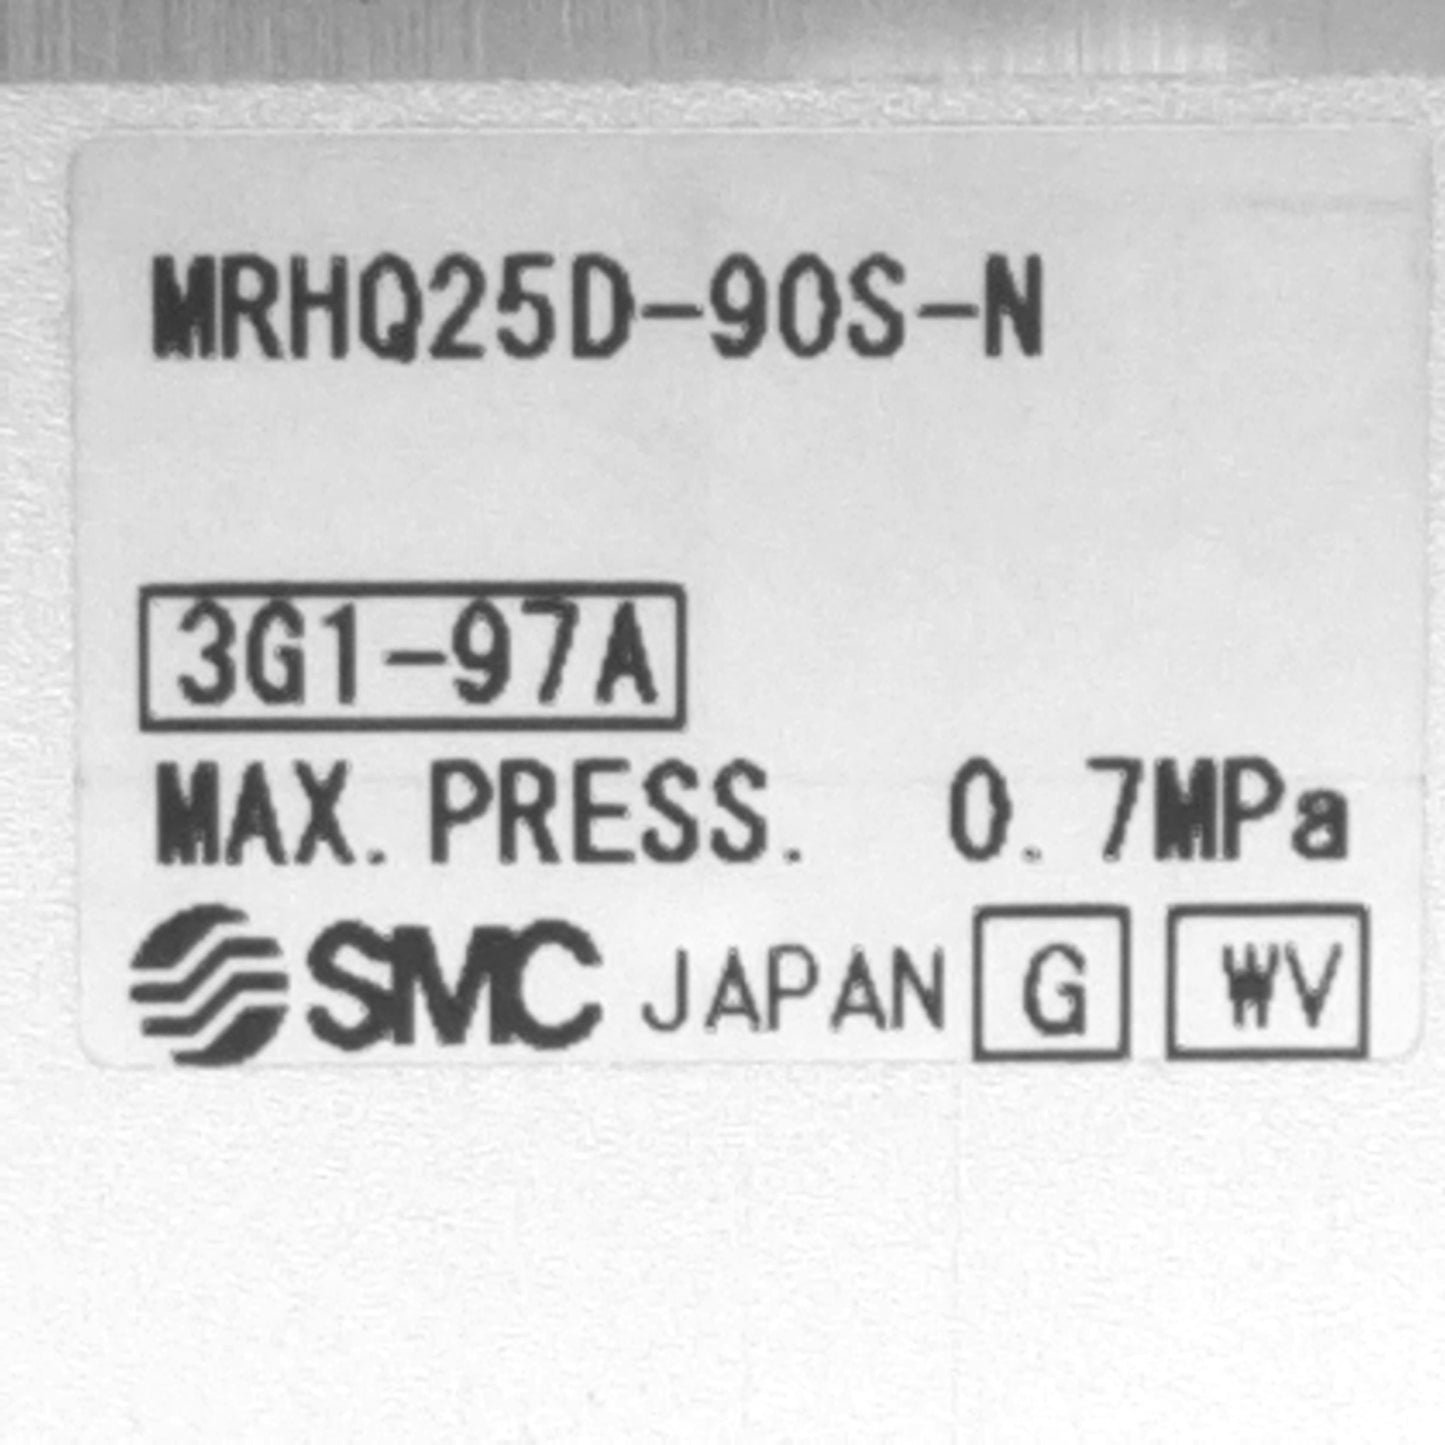 MRHQ25D-90S-N
3G1-97A
MAX. PRESS. 0.7MPa
SMC JAPAN G WV